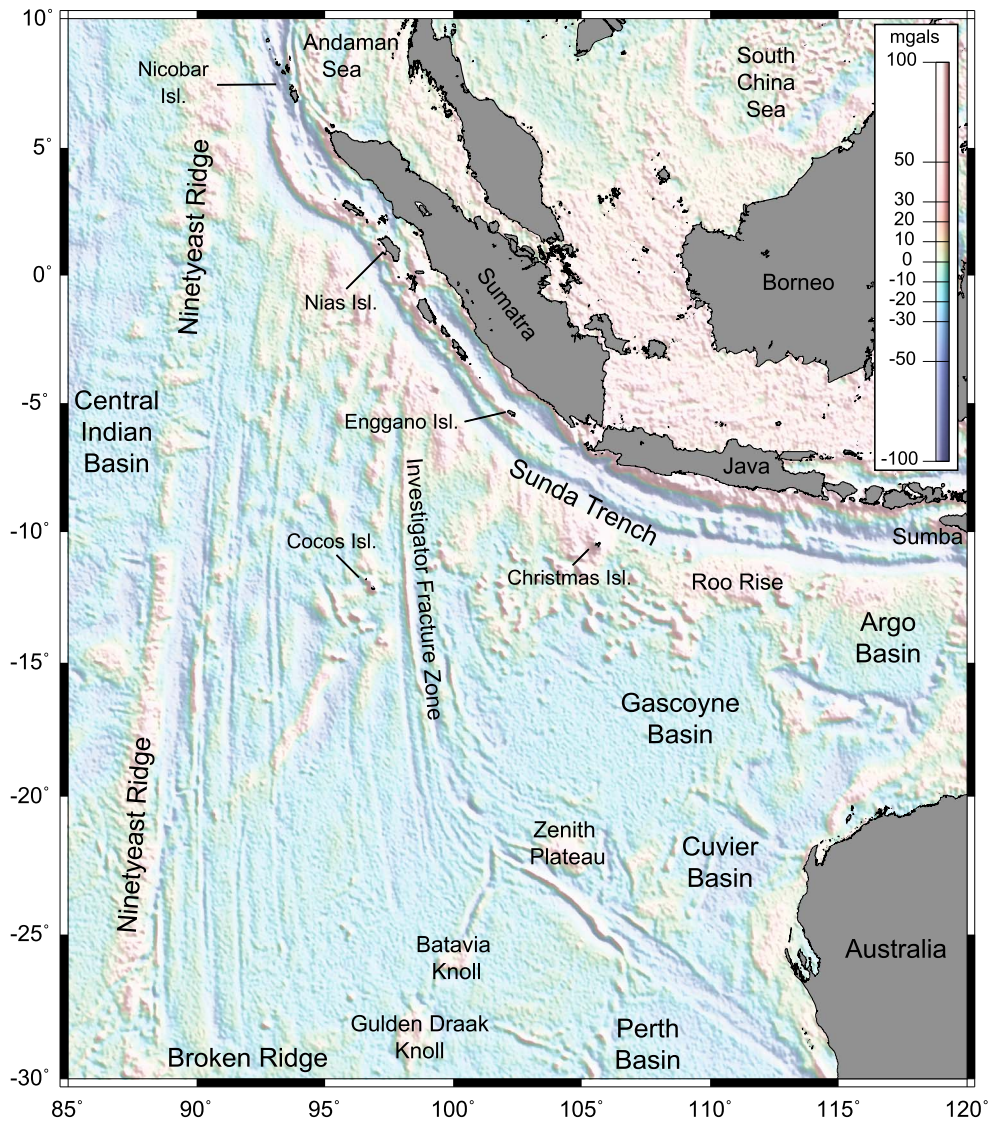 10°
Andaman
Sea
Nicobar
Isl.
South
China
Sea
mgals
100
50
30
20
10
0
-10
-20
-30
-50
-100
5°
Ninetyeast Ridge
0°
Nias Isl.
Sumatra
Borneo
-5°
Central
Indian
Basin
Enggano Isl.
Java
Sunda Trench
Investigator Fracture Zone
-10°
Sumba
Cocos Isl.
Christmas Isl.
Roo Rise
Argo
Basin
-15°
Gascoyne
Basin
Ninetyeast Ridge
-20°
Zenith
Plateau
Cuvier
Basin
-25°
Batavia
Knoll
Australia
Gulden Draak
Knoll
Perth
Basin
Broken Ridge
-30°
85°
90°
95°
100°
105°
110°
115°
120°